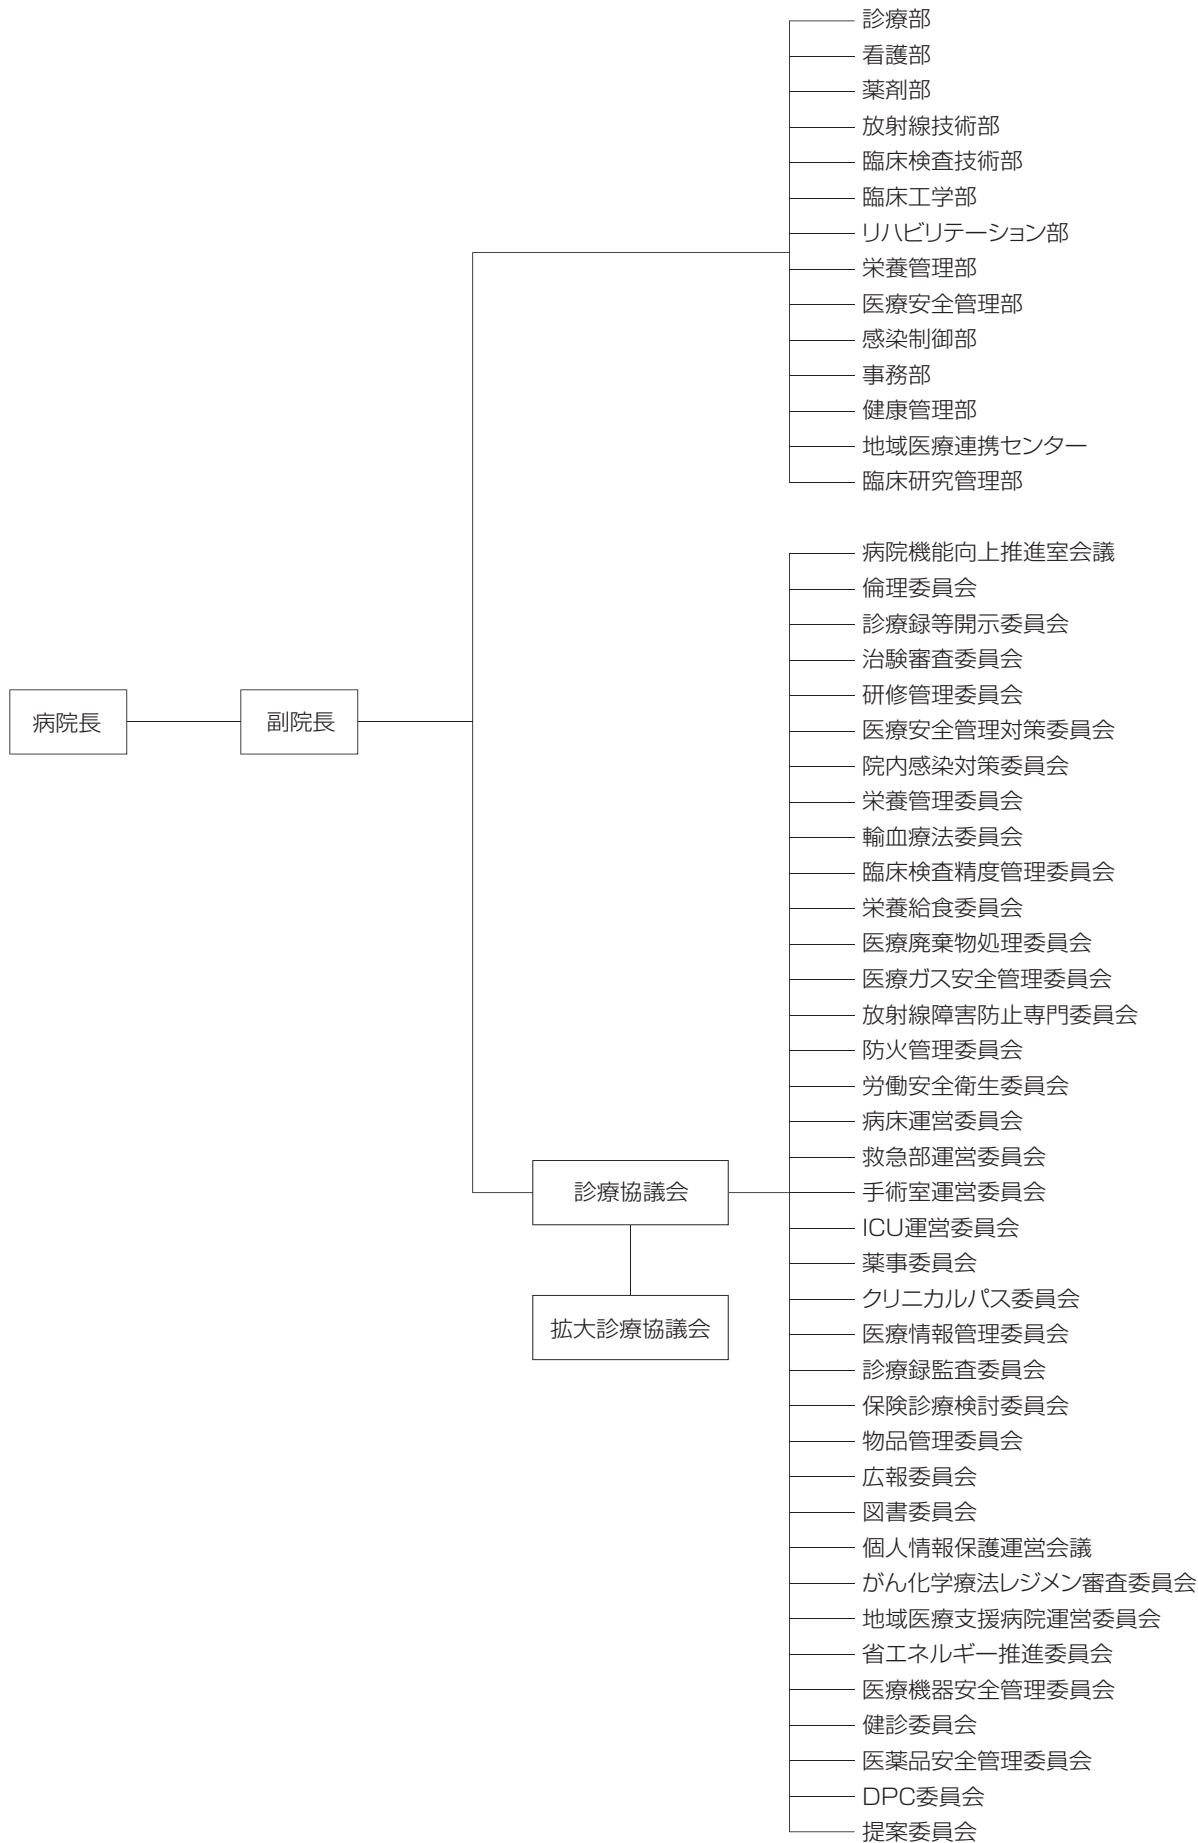 診療部
看護部
薬剤部
放射線技術部
臨床検査技術部
臨床工学部
リハビリテーション部
栄養管理部
医療安全管理部
感染制御部
事務部
健康管理部
地域医療連携センター
臨床研究管理部
病院長
副院長
診療協議会
拡大診療協議会
病院機能向上推進室会議
倫理委員会
診療録等開示委員会
治験審査委員会
研修管理委員会
医療安全管理対策委員会
院内感染対策委員会
栄養管理委員会
輸血療法委員会
臨床検査精度管理委員会
栄養給食委員会
医療廃棄物処理委員会
医療ガス安全管理委員会
放射線障害防止専門委員会
防火管理委員会
労働安全衛生委員会
病床運営委員会
救急部運営委員会
手術室運営委員会
ICU運営委員会
薬事委員会
クリニカルパス委員会
医療情報管理委員会
診療録監査委員会
保険診療検討委員会
物品管理委員会
広報委員会
図書委員会
個人情報保護運営会議
がん化学療法レジメン審査委員会
地域医療支援病院運営委員会
省エネルギー推進委員会
医療機器安全管理委員会
健診委員会
医薬品安全管理委員会
DPC委員会
提案委員会